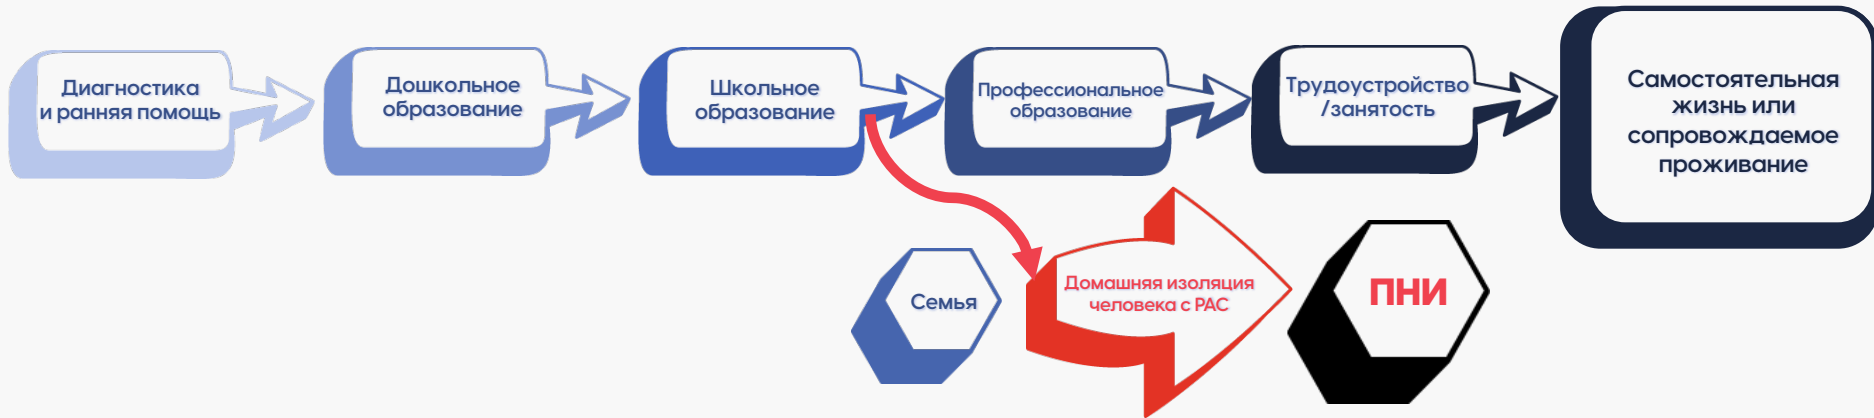 Диагностика
и ранняя помощь
Дошкольное
образование
Школьное
образование
Профессиональное
образование
Трудоустройство
/занятость
Самостоятельная
жизнь или
сопровождаемое
проживание
Семья
Домашняя изоляция
человека с РАС
ПНИ